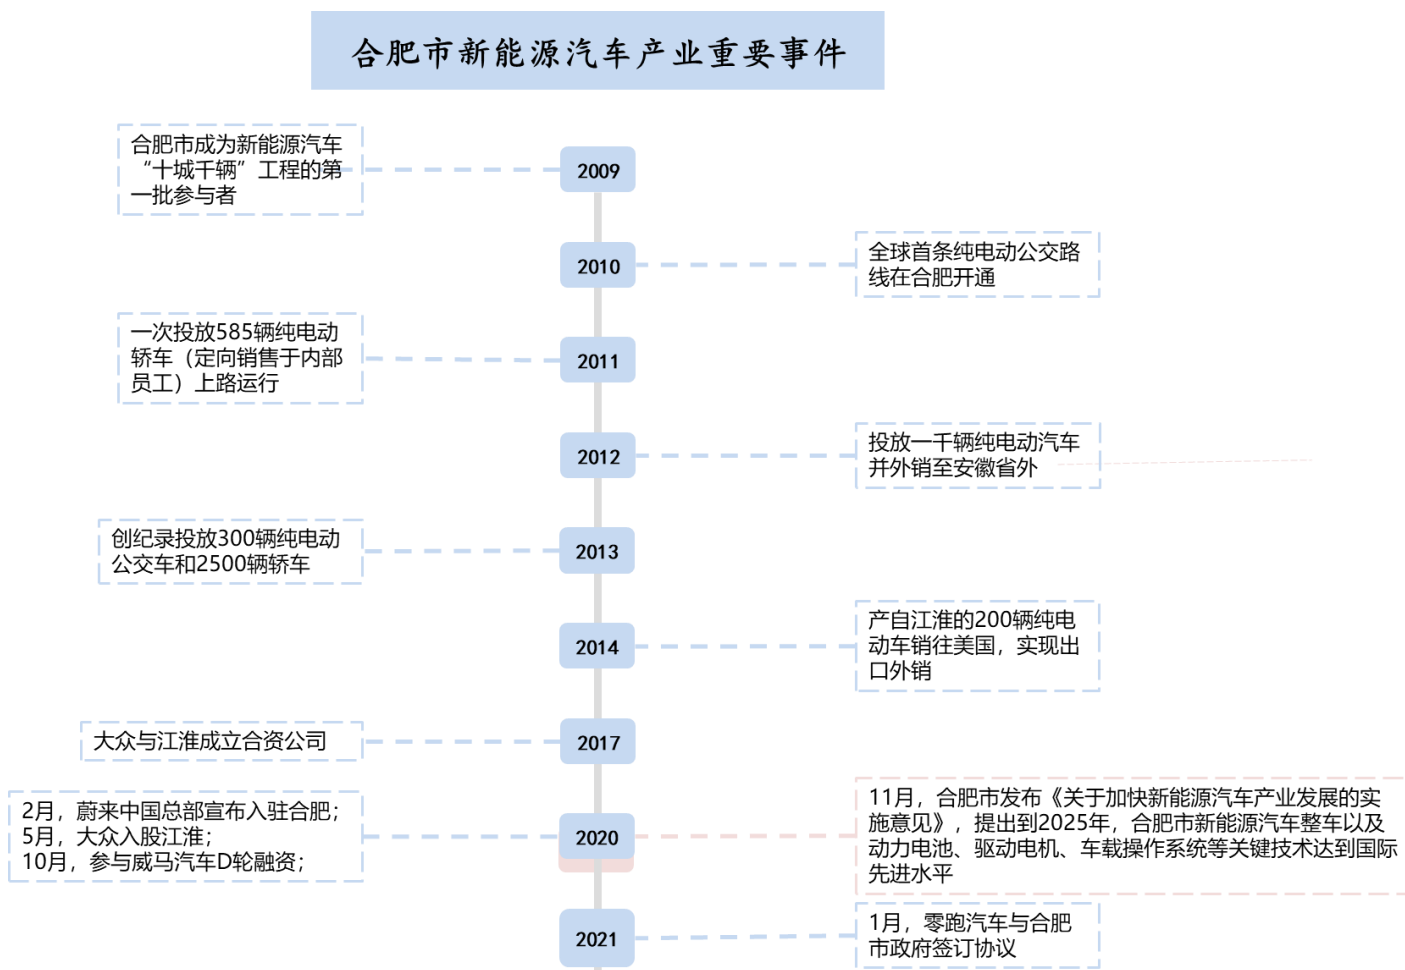 合肥市新能源汽车产业重要事件
合肥市成为新能源汽车
“十城千辆”工程的第
一批参与者
2009
2010
全球首条纯电动公交路
线在合肥开通
一次投放585辆纯电动
轿车（定向销售于内部
员工）上路运行
2011
2012
投放一千辆纯电动汽车
并外销至安徽省外
创纪录投放300辆纯电动
公交车和2500辆轿车
2013
2014
产自江淮的200辆纯电
动车销往美国，实现出
口外销
大众与江淮成立合资公司
2017
2月，蔚来中国总部宣布入驻合肥；
5月，大众入股江淮；
10月，参与威马汽车D轮融资；
2020
11月，合肥市发布《关于加快新能源汽车产业发展的实
施意见》，提出到2025年，合肥市新能源汽车整车以及
动力电池、驱动电机、车载操作系统等关键技术达到国际
先进水平
2021
1月，零跑汽车与合肥
市政府签订协议